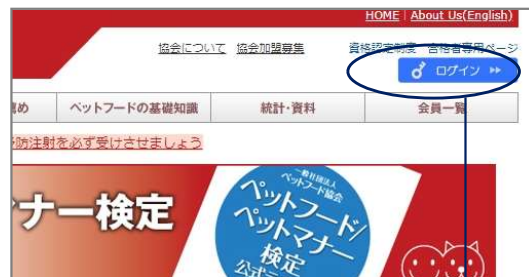 HOME | About Us(English)
協会について 協会加盟募集 資格認定制度 合格者専用ページ
ログイン
め ペットフードの基礎知識 統計・資料 会員一覧
防注射を必ず受けさせましょう
ナー検定
一般社団法人
ペットフード協会
ペットフード/
ペットマナー
検定